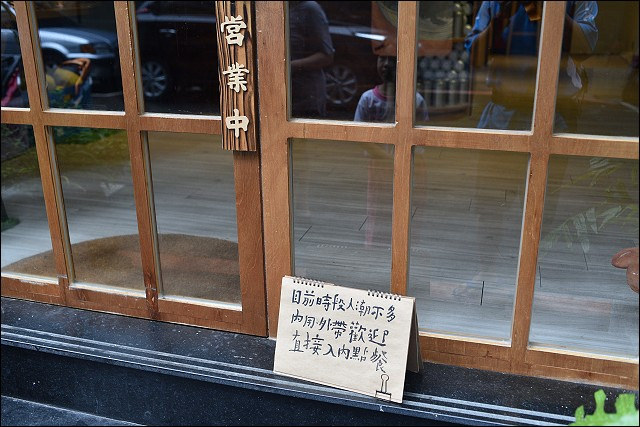 營業中
目前時段人潮不多
內用·外帶歡迎!
直接入內點餐